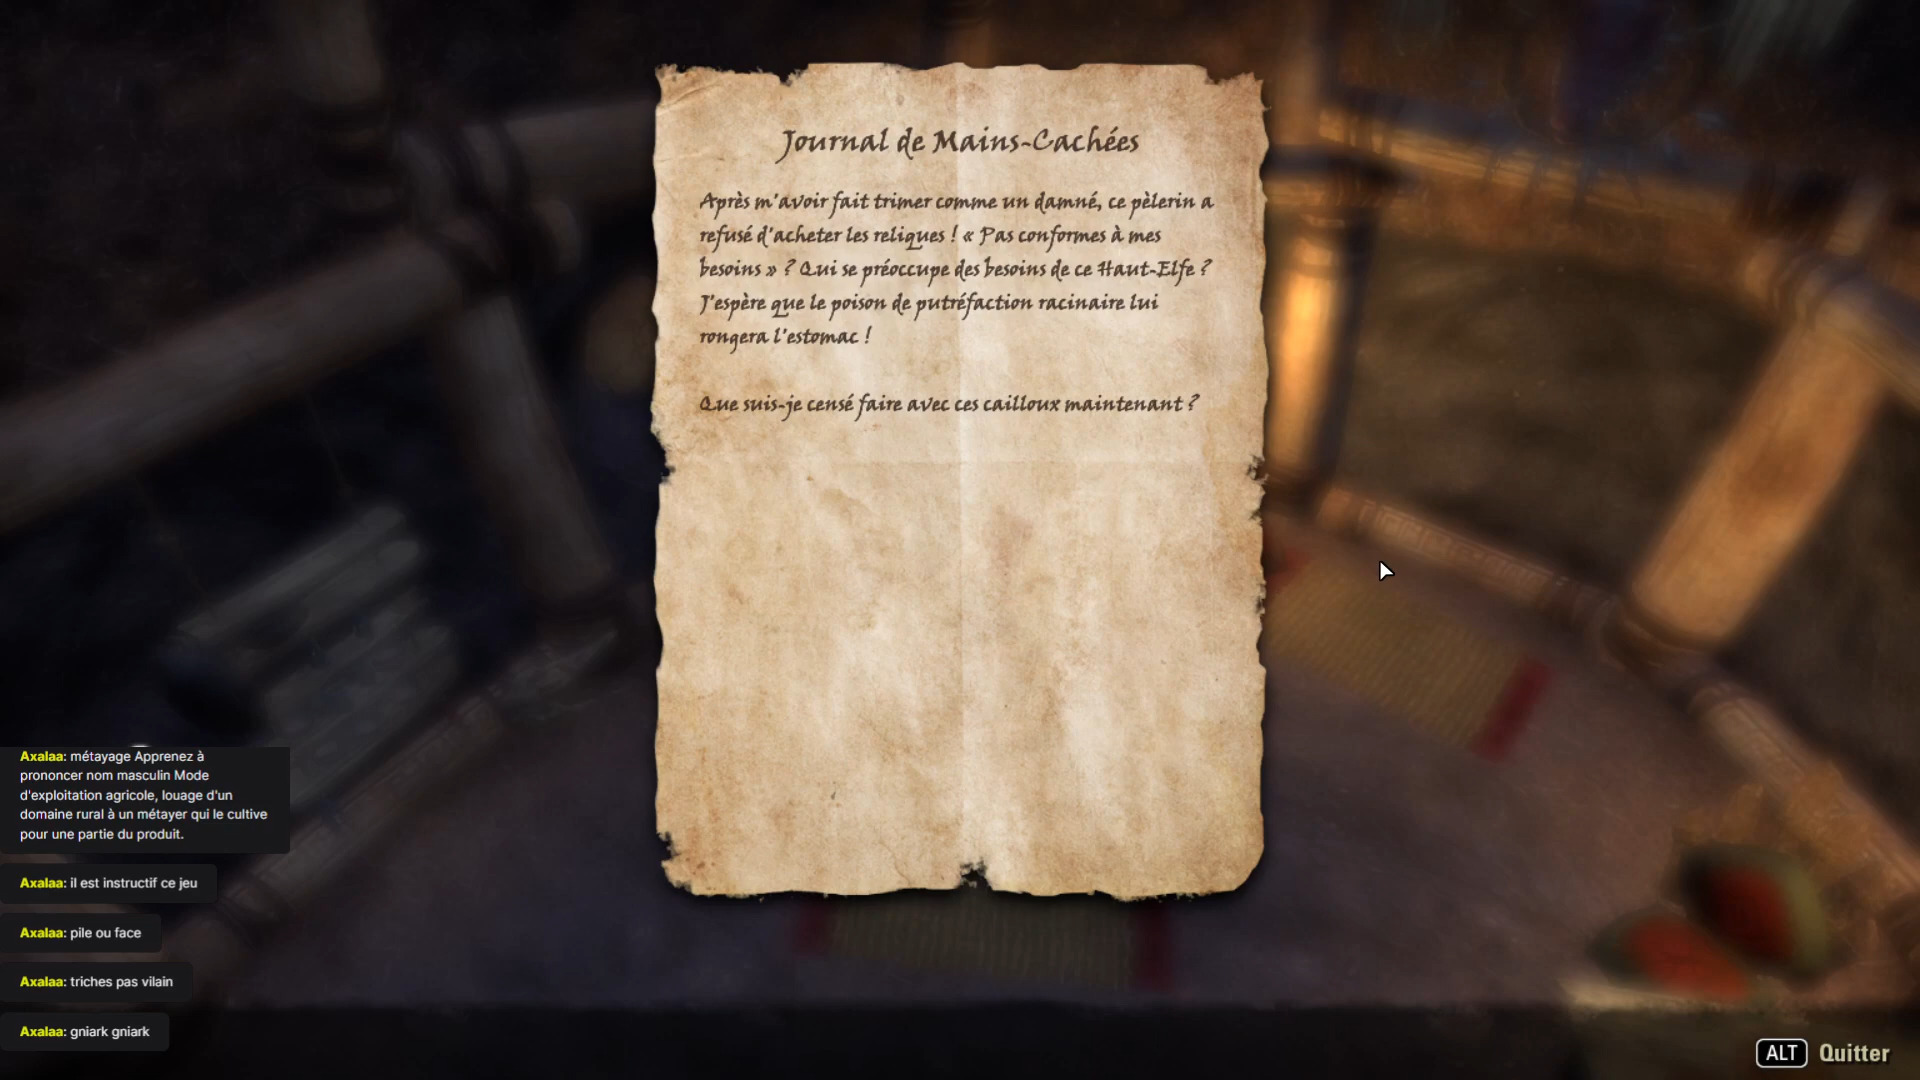 Journal de Mains-Cachées
Après m'avoir fait trimer comme un damné, ce pèlerin a
refusé d'acheter les reliques ! « Pas conformes à mes
besoins » ? Qui se préoccupe des besoins de ce Haut-Elfe ?
J'espère que le poison de putréfaction racinaire lui
rongera l'estomac !
Que suis-je censé faire avec ces cailloux maintenant ?
Axalaa: métayage Apprenez à
prononcer nom masculin Mode
d'exploitation agricole, louage d'un
domaine rural à un métayer qui le cultive
pour une partie du produit.
Axalaa: il est instructif ce jeu
Axalaa: pile ou face
Axalaa: triches pas vilain
Axalaa: gniark gniark
ALT Quitter